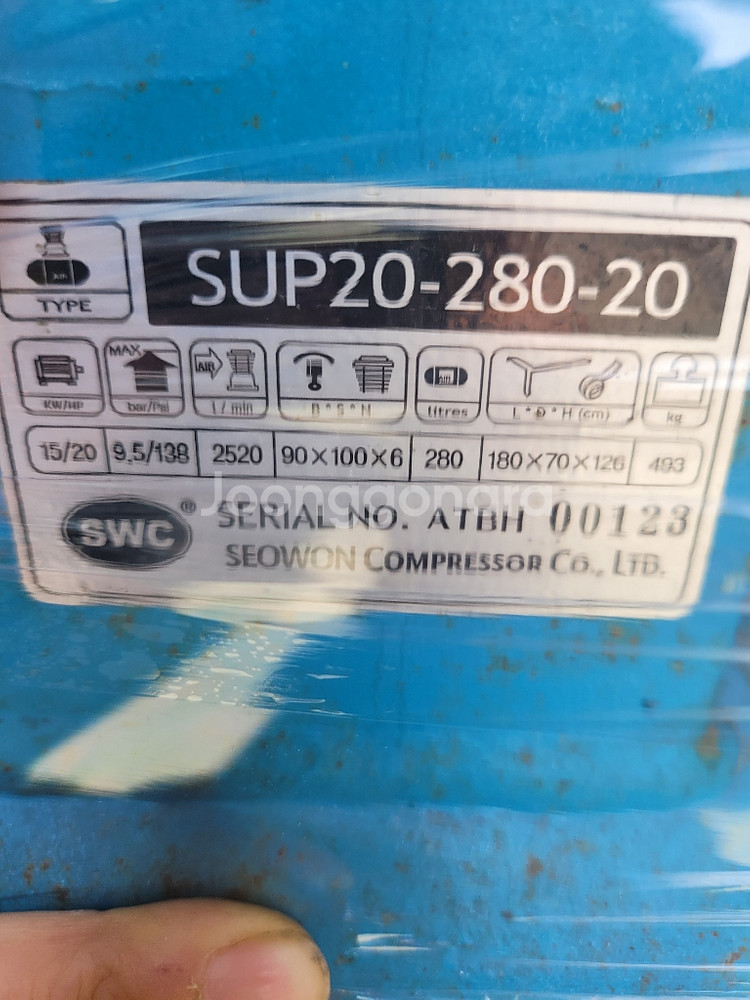 AIR
TYPE
SUP20-280-20
KW/HP
MAX
bar/Psi
AIR
L/min
B*S*N
AIR
litres
L*D*H (cm)
kg
15/20 9,5/138 2520 90×100×6 280 180×70×126 493
Joonggonara
SWC ® SERIAL NO. ATBH 00123
SEOWON COMPRESSOR CO., LTD.